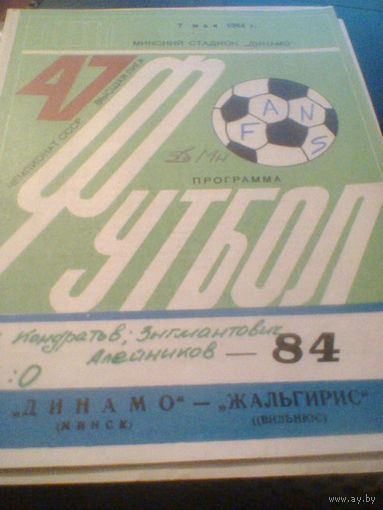 7 мая 1984 г.
МИНСКИЙ СТАДИОН „ДИНАМО"
47
ЧЕМПИОНАТ СССР
ВЫСШАЯ ЛИГА
FANS
ПРОГРАММА
ФУТБОЛ
Кондратьев, Зыгмантович
Алейников — 84
:0
„ДИНАМО" — „ЖАЛЬГИРИС"
(МИНСК) (ВИЛЬНЮС)
www.ay.by